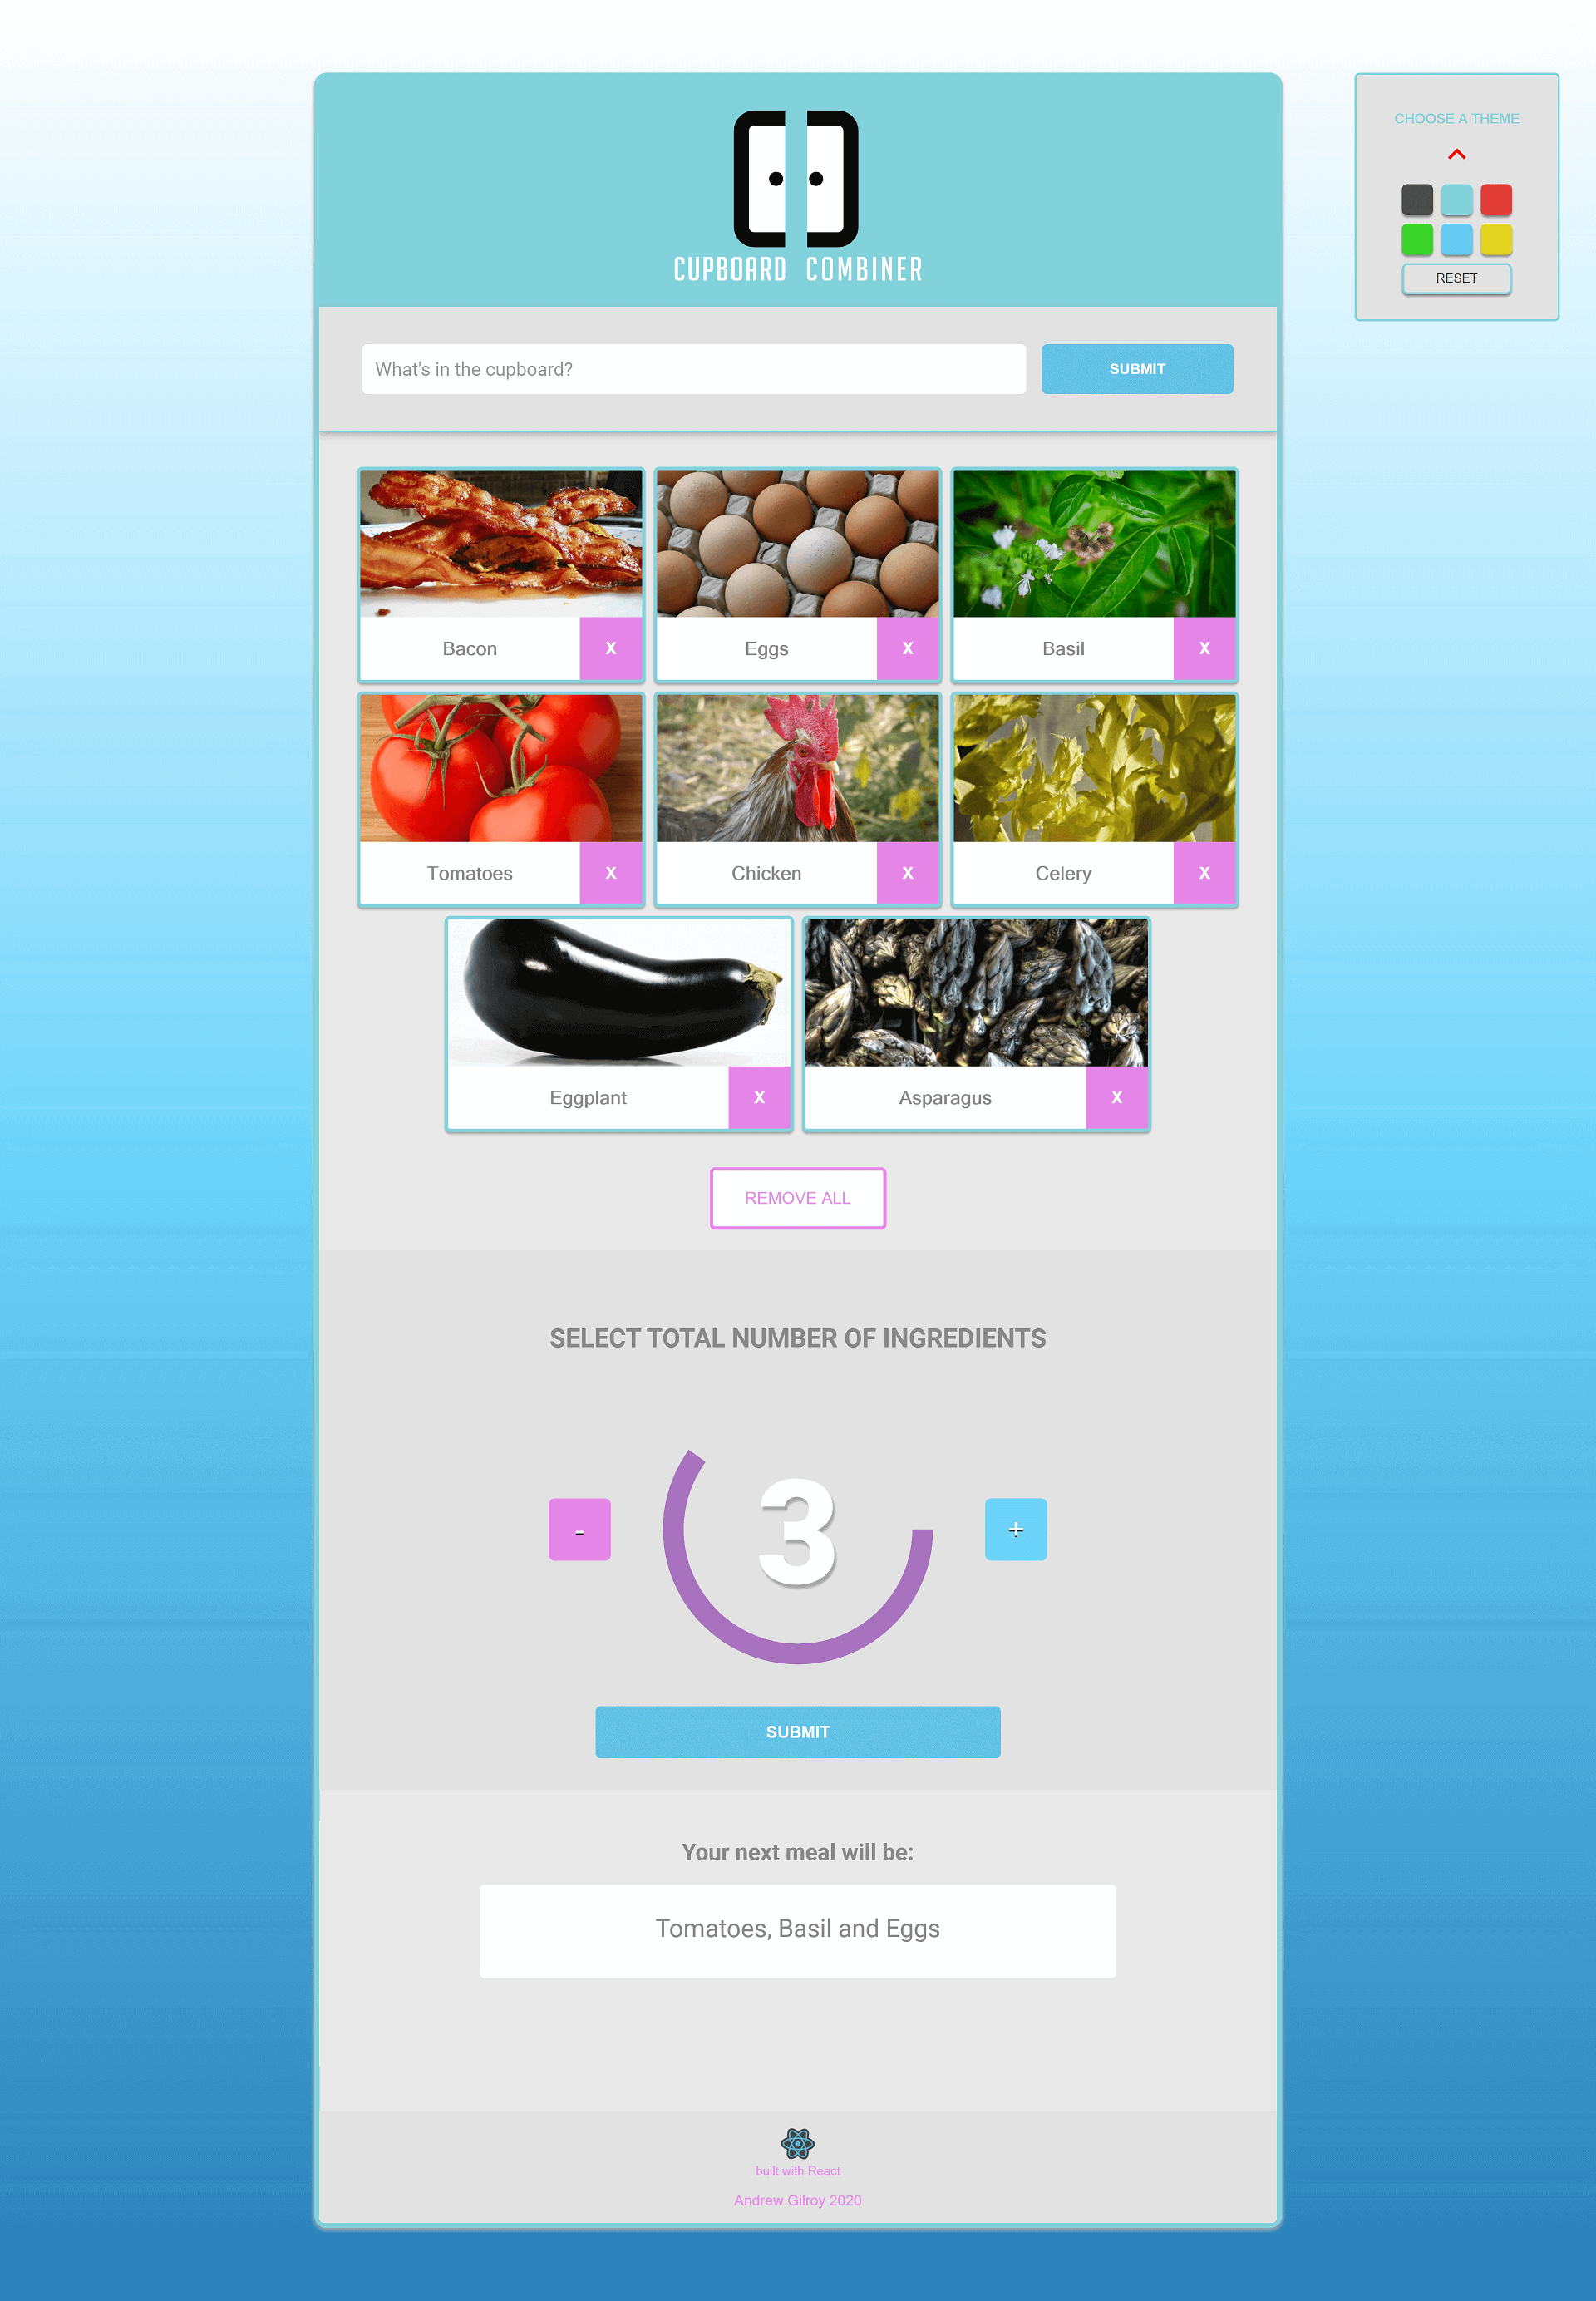 CUPBOARD COMBINER
CHOOSE A THEME
RESET
What's in the cupboard?
SUBMIT
Bacon X
Eggs X
Basil X
Tomatoes X
Chicken X
Celery X
Eggplant X
Asparagus X
REMOVE ALL
SELECT TOTAL NUMBER OF INGREDIENTS
- 3 +
SUBMIT
Your next meal will be:
Tomatoes, Basil and Eggs
built with React
Andrew Gilroy 2020